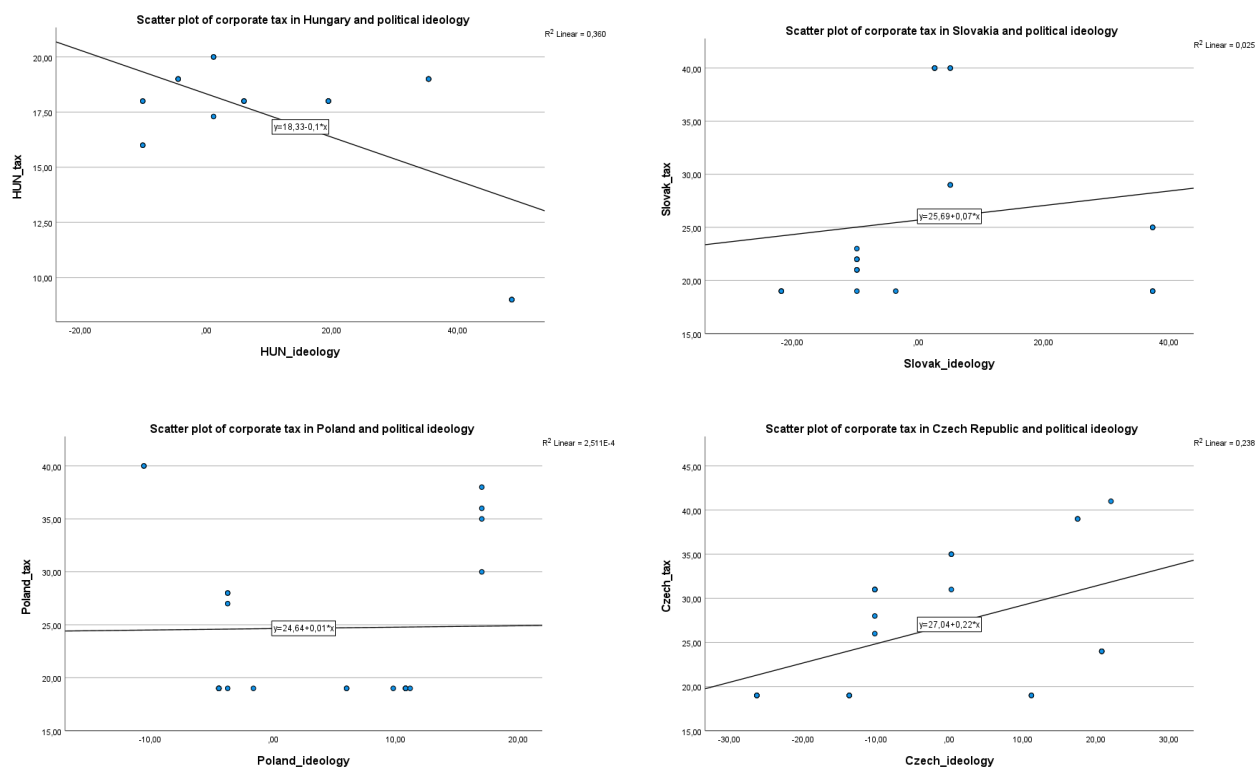 Scatter plot of corporate tax in Hungary and political ideology
R2 Linear = 0,360
20,00
17,50
15,00
12,50
10,00
HUN_tax
y=18,33-0,1*x
-20,00 ,00 20,00 40,00
HUN_ideology
Scatter plot of corporate tax in Slovakia and political ideology
R2 Linear = 0,025
40,00
35,00
30,00
25,00
20,00
15,00
Slovak_tax
y=25,69+0,07*x
-20,00 ,00 20,00 40,00
Slovak_ideology
Scatter plot of corporate tax in Poland and political ideology
R2 Linear = 2,511E-4
40,00
35,00
30,00
25,00
20,00
15,00
Poland_tax
y=24,64+0,01*x
-10,00 ,00 10,00 20,00
Poland_ideology
Scatter plot of corporate tax in Czech Republic and political ideology
R2 Linear = 0,238
45,00
40,00
35,00
30,00
25,00
20,00
15,00
Czech_tax
y=27,04+0,22*x
-30,00 -20,00 -10,00 ,00 10,00 20,00 30,00
Czech_ideology